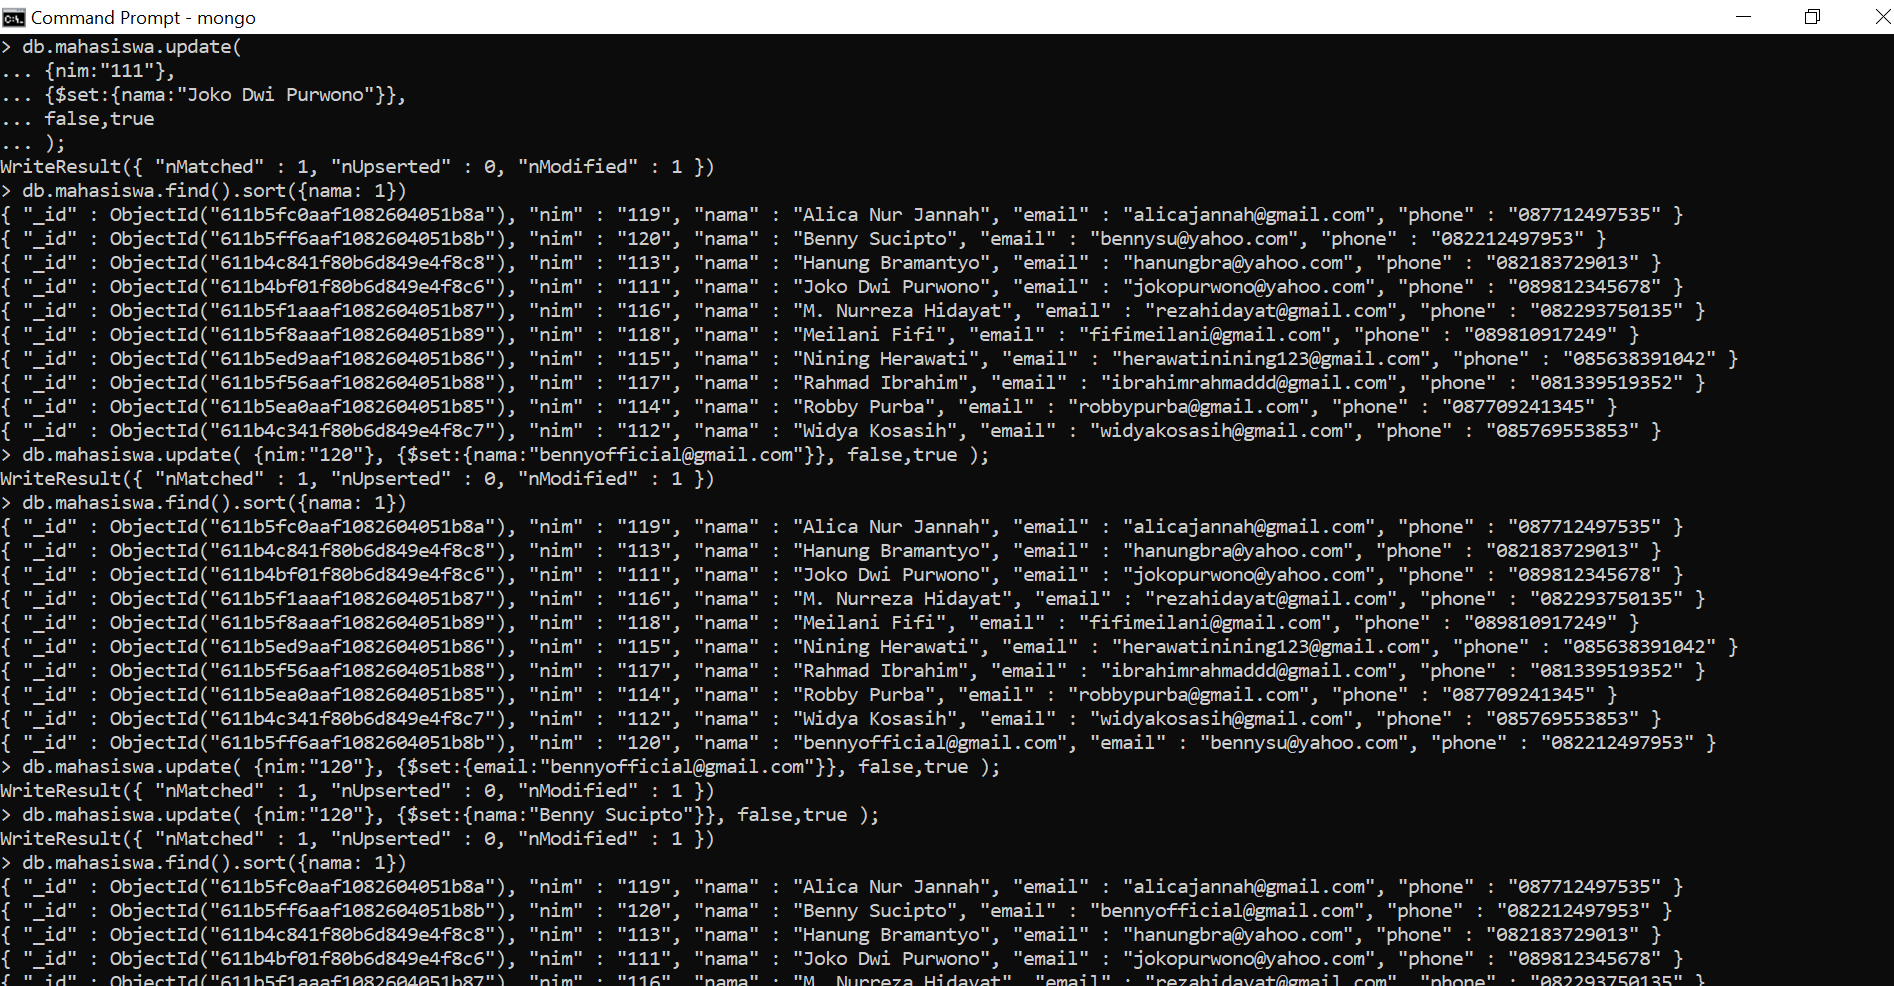 Command Prompt - mongo
> db.mahasiswa.update(
... {nim:"111"},
... {$set:{nama:"Joko Dwi Purwono"}},
... false,true
... );
WriteResult({ "nMatched" : 1, "nUpserted" : 0, "nModified" : 1 })
> db.mahasiswa.find().sort({nama: 1})
{ "_id" : ObjectId("611b5fc0aaf1082604051b8a"), "nim" : "119", "nama" : "Alica Nur Jannah", "email" : "alicajannah@gmail.com", "phone" : "087712497535" }
{ "_id" : ObjectId("611b5ff6aaf1082604051b8b"), "nim" : "120", "nama" : "Benny Sucipto", "email" : "bennysu@yahoo.com", "phone" : "082212497953" }
{ "_id" : ObjectId("611b4c841f80b6d849e4f8c8"), "nim" : "113", "nama" : "Hanung Bramantyo", "email" : "hanungbra@yahoo.com", "phone" : "082183729013" }
{ "_id" : ObjectId("611b4bf01f80b6d849e4f8c6"), "nim" : "111", "nama" : "Joko Dwi Purwono", "email" : "jokopurwono@yahoo.com", "phone" : "089812345678" }
{ "_id" : ObjectId("611b5f1aaaf1082604051b87"), "nim" : "116", "nama" : "M. Nurreza Hidayat", "email" : "rezahidayat@gmail.com", "phone" : "082293750135" }
{ "_id" : ObjectId("611b5f8aaaf1082604051b89"), "nim" : "118", "nama" : "Meilani Fifi", "email" : "fifimeilani@gmail.com", "phone" : "089810917249" }
{ "_id" : ObjectId("611b5ed9aaf1082604051b86"), "nim" : "115", "nama" : "Nining Herawati", "email" : "herawatinining123@gmail.com", "phone" : "085638391042" }
{ "_id" : ObjectId("611b5f56aaf1082604051b88"), "nim" : "117", "nama" : "Rahmad Ibrahim", "email" : "ibrahimrahmaddd@gmail.com", "phone" : "081339519352" }
{ "_id" : ObjectId("611b5ea0aaf1082604051b85"), "nim" : "114", "nama" : "Robby Purba", "email" : "robbypurba@gmail.com", "phone" : "087709241345" }
{ "_id" : ObjectId("611b4c341f80b6d849e4f8c7"), "nim" : "112", "nama" : "Widya Kosasih", "email" : "widyakosasih@gmail.com", "phone" : "085769553853" }
> db.mahasiswa.update( {nim:"120"}, {$set:{nama:"bennyofficial@gmail.com"}}, false,true );
WriteResult({ "nMatched" : 1, "nUpserted" : 0, "nModified" : 1 })
> db.mahasiswa.find().sort({nama: 1})
{ "_id" : ObjectId("611b5fc0aaf1082604051b8a"), "nim" : "119", "nama" : "Alica Nur Jannah", "email" : "alicajannah@gmail.com", "phone" : "087712497535" }
{ "_id" : ObjectId("611b4c841f80b6d849e4f8c8"), "nim" : "113", "nama" : "Hanung Bramantyo", "email" : "hanungbra@yahoo.com", "phone" : "082183729013" }
{ "_id" : ObjectId("611b4bf01f80b6d849e4f8c6"), "nim" : "111", "nama" : "Joko Dwi Purwono", "email" : "jokopurwono@yahoo.com", "phone" : "089812345678" }
{ "_id" : ObjectId("611b5f1aaaf1082604051b87"), "nim" : "116", "nama" : "M. Nurreza Hidayat", "email" : "rezahidayat@gmail.com", "phone" : "082293750135" }
{ "_id" : ObjectId("611b5f8aaaf1082604051b89"), "nim" : "118", "nama" : "Meilani Fifi", "email" : "fifimeilani@gmail.com", "phone" : "089810917249" }
{ "_id" : ObjectId("611b5ed9aaf1082604051b86"), "nim" : "115", "nama" : "Nining Herawati", "email" : "herawatinining123@gmail.com", "phone" : "085638391042" }
{ "_id" : ObjectId("611b5f56aaf1082604051b88"), "nim" : "117", "nama" : "Rahmad Ibrahim", "email" : "ibrahimrahmaddd@gmail.com", "phone" : "081339519352" }
{ "_id" : ObjectId("611b5ea0aaf1082604051b85"), "nim" : "114", "nama" : "Robby Purba", "email" : "robbypurba@gmail.com", "phone" : "087709241345" }
{ "_id" : ObjectId("611b4c341f80b6d849e4f8c7"), "nim" : "112", "nama" : "Widya Kosasih", "email" : "widyakosasih@gmail.com", "phone" : "085769553853" }
{ "_id" : ObjectId("611b5ff6aaf1082604051b8b"), "nim" : "120", "nama" : "bennyofficial@gmail.com", "email" : "bennysu@yahoo.com", "phone" : "082212497953" }
> db.mahasiswa.update( {nim:"120"}, {$set:{email:"bennyofficial@gmail.com"}}, false,true );
WriteResult({ "nMatched" : 1, "nUpserted" : 0, "nModified" : 1 })
> db.mahasiswa.update( {nim:"120"}, {$set:{nama:"Benny Sucipto"}}, false,true );
WriteResult({ "nMatched" : 1, "nUpserted" : 0, "nModified" : 1 })
> db.mahasiswa.find().sort({nama: 1})
{ "_id" : ObjectId("611b5fc0aaf1082604051b8a"), "nim" : "119", "nama" : "Alica Nur Jannah", "email" : "alicajannah@gmail.com", "phone" : "087712497535" }
{ "_id" : ObjectId("611b5ff6aaf1082604051b8b"), "nim" : "120", "nama" : "Benny Sucipto", "email" : "bennyofficial@gmail.com", "phone" : "082212497953" }
{ "_id" : ObjectId("611b4c841f80b6d849e4f8c8"), "nim" : "113", "nama" : "Hanung Bramantyo", "email" : "hanungbra@yahoo.com", "phone" : "082183729013" }
{ "_id" : ObjectId("611b4bf01f80b6d849e4f8c6"), "nim" : "111", "nama" : "Joko Dwi Purwono", "email" : "jokopurwono@yahoo.com", "phone" : "089812345678" }
{ "_id" : ObjectId("611b5f1aaaf1082604051b87"), "nim" : "116", "nama" : "M. Nurreza Hidayat", "email" : "rezahidayat@gmail.com", "phone" : "082293750135" }